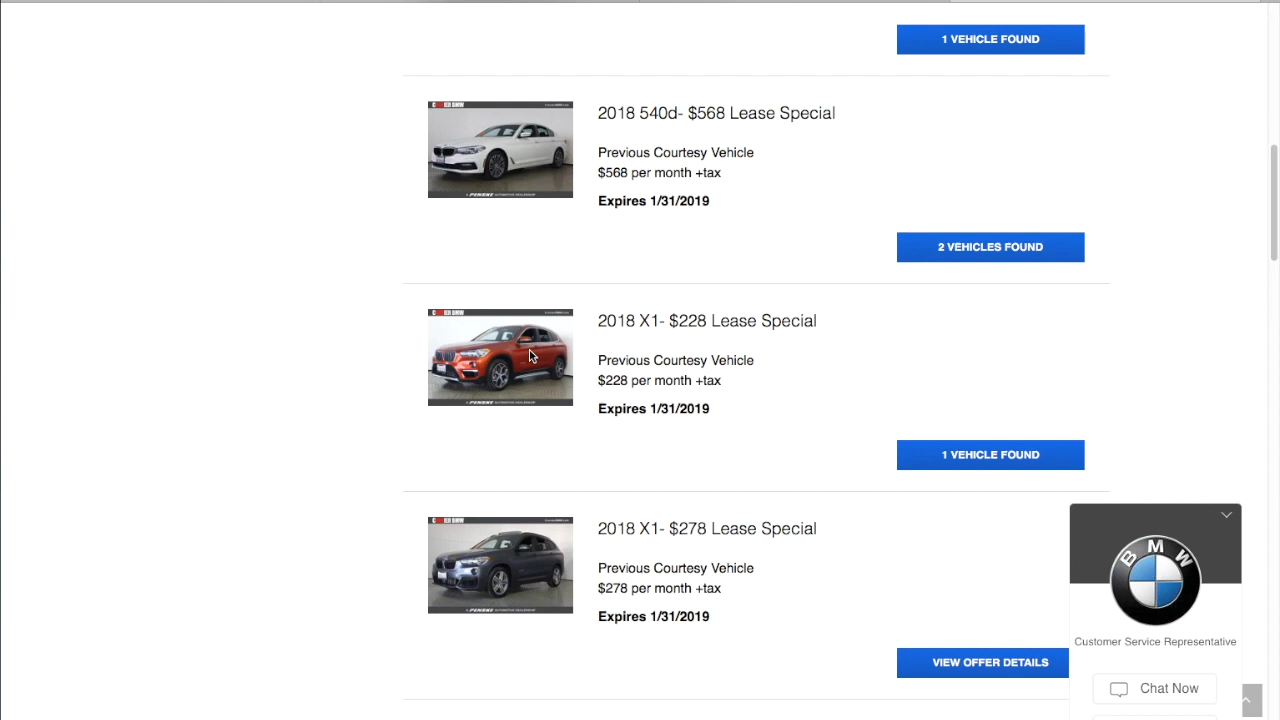 1 VEHICLE FOUND
2018 540d- $568 Lease Special
Previous Courtesy Vehicle
$568 per month +tax
Expires 1/31/2019
2 VEHICLES FOUND
2018 X1- $228 Lease Special
Previous Courtesy Vehicle
$228 per month +tax
Expires 1/31/2019
1 VEHICLE FOUND
2018 X1- $278 Lease Special
Previous Courtesy Vehicle
$278 per month +tax
Expires 1/31/2019
VIEW OFFER DETAILS
BMW
Customer Service Representative
Chat Now